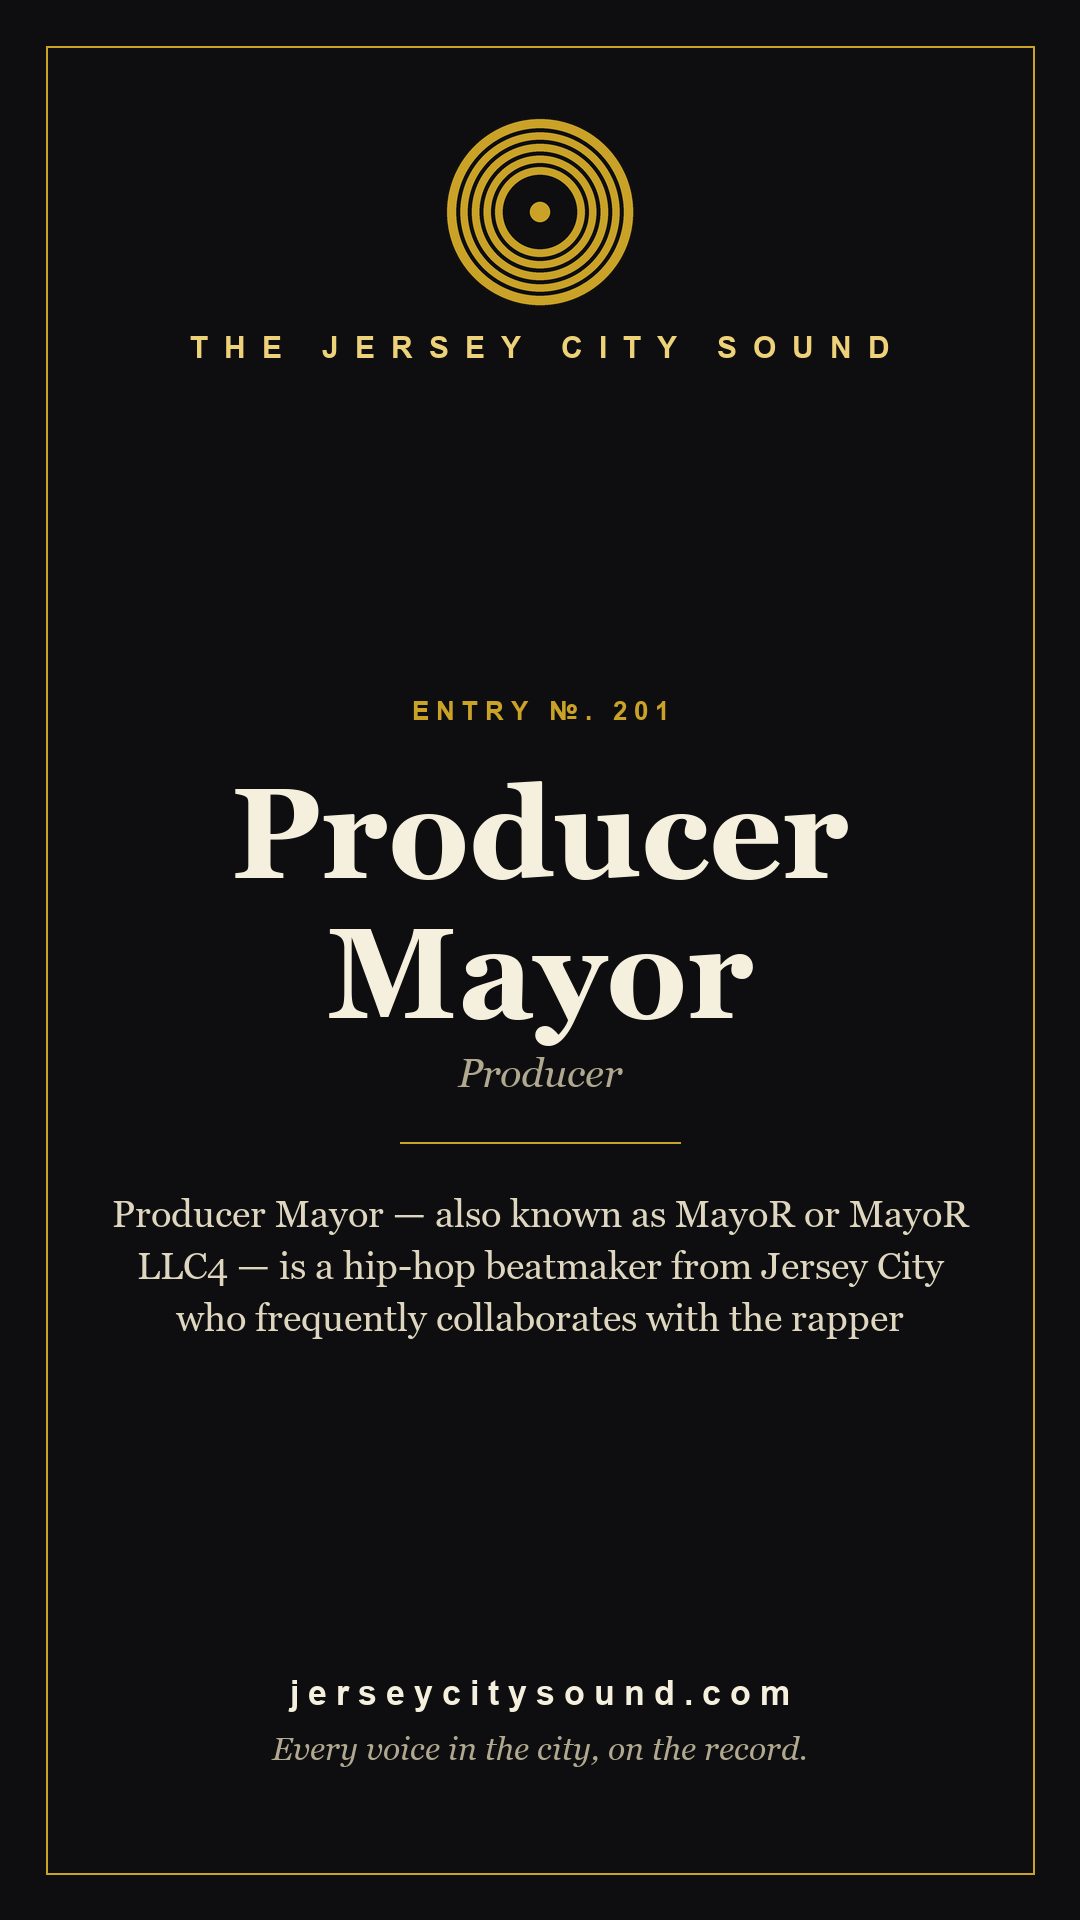 THE JERSEY CITY SOUND
ENTRY №. 201
Producer
Mayor
Producer
Producer Mayor — also known as MayoR or MayoR
LLC4 — is a hip-hop beatmaker from Jersey City
who frequently collaborates with the rapper
jerseycitysound.com
Every voice in the city, on the record.